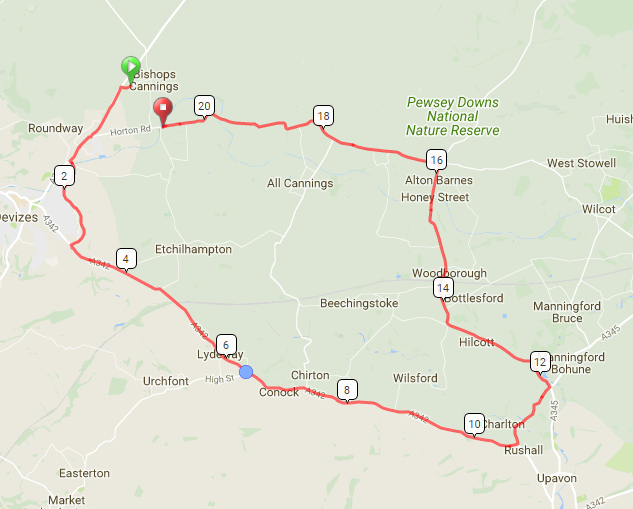 Pewsey Downs
National
Nature Reserve
Bishops
Cannings
Huish
20
18
Roundway
Horton Rd
16
West Stowell
2
All Cannings
Alton Barnes
Honey Street
Wilcot
Devizes
A342
Etchilhampton
4
A342
Woodborough
14
Bottlesford
Beechingstoke
Manningford
Bruce
A342
A345
6
Lydeway
Hilcott
12
Manningford
Bohune
Urchfont
High St
Chirton
Wilsford
Conock
A342
8
A342
A345
10
Charlton
Rushall
Easterton
Upavon
Market
A342